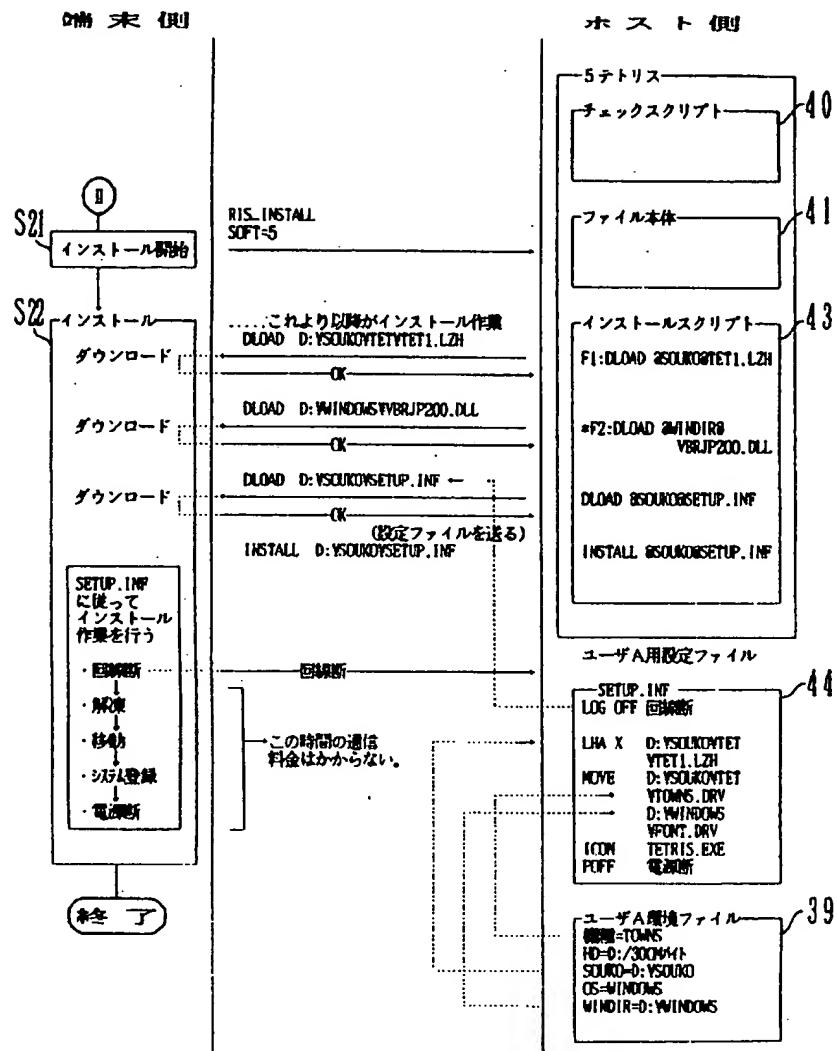 端末側
ホスト側
5テトリス
40
チェックスクリプト
II
S21
インストール開始
RIS_INSTALL
SOFT=5
41
ファイル本体
S22
インストール
.....これより以降がインストール作業
43
インストールスクリプト
ダウンロード
DLOAD D:¥SOUKO¥TET¥TET1.LZH
OK
F1:DLOAD @SOUKO@TET1.LZH
ダウンロード
DLOAD D:¥WINDOWS¥VBRJP200.DLL
OK
*F2:DLOAD @WINDIR@
VBRJP200.DLL
ダウンロード
DLOAD D:¥SOUKO¥SETUP.INF ←
OK
DLOAD @SOUKO@SETUP.INF
(設定ファイルを送る)
INSTALL D:¥SOUKO¥SETUP.INF
INSTALL @SOUKO@SETUP.INF
SETUP.INF
に従って
インストール
作業を行う
・回線断
回線断
・解凍
・移動
・システム登録
・電源断
この時間の通信
料金はかからない。
終了
ユーザA用設定ファイル
44
SETUP.INF
LOG OFF 回線断
LHA X D:¥SOUKO¥TET
¥TET1.LZH
MOVE D:¥SOUKO¥TET
¥TOWNS.DRV
D:¥WINDOWS
¥FONT.DRV
ICON TETRIS.EXE
POFF 電源断
39
ユーザA環境ファイル
機種=TOWNS
HD=D:/300Mバイト
SOUKO=D:¥SOUKO
OS=WINDOWS
WINDIR=D:¥WINDOWS